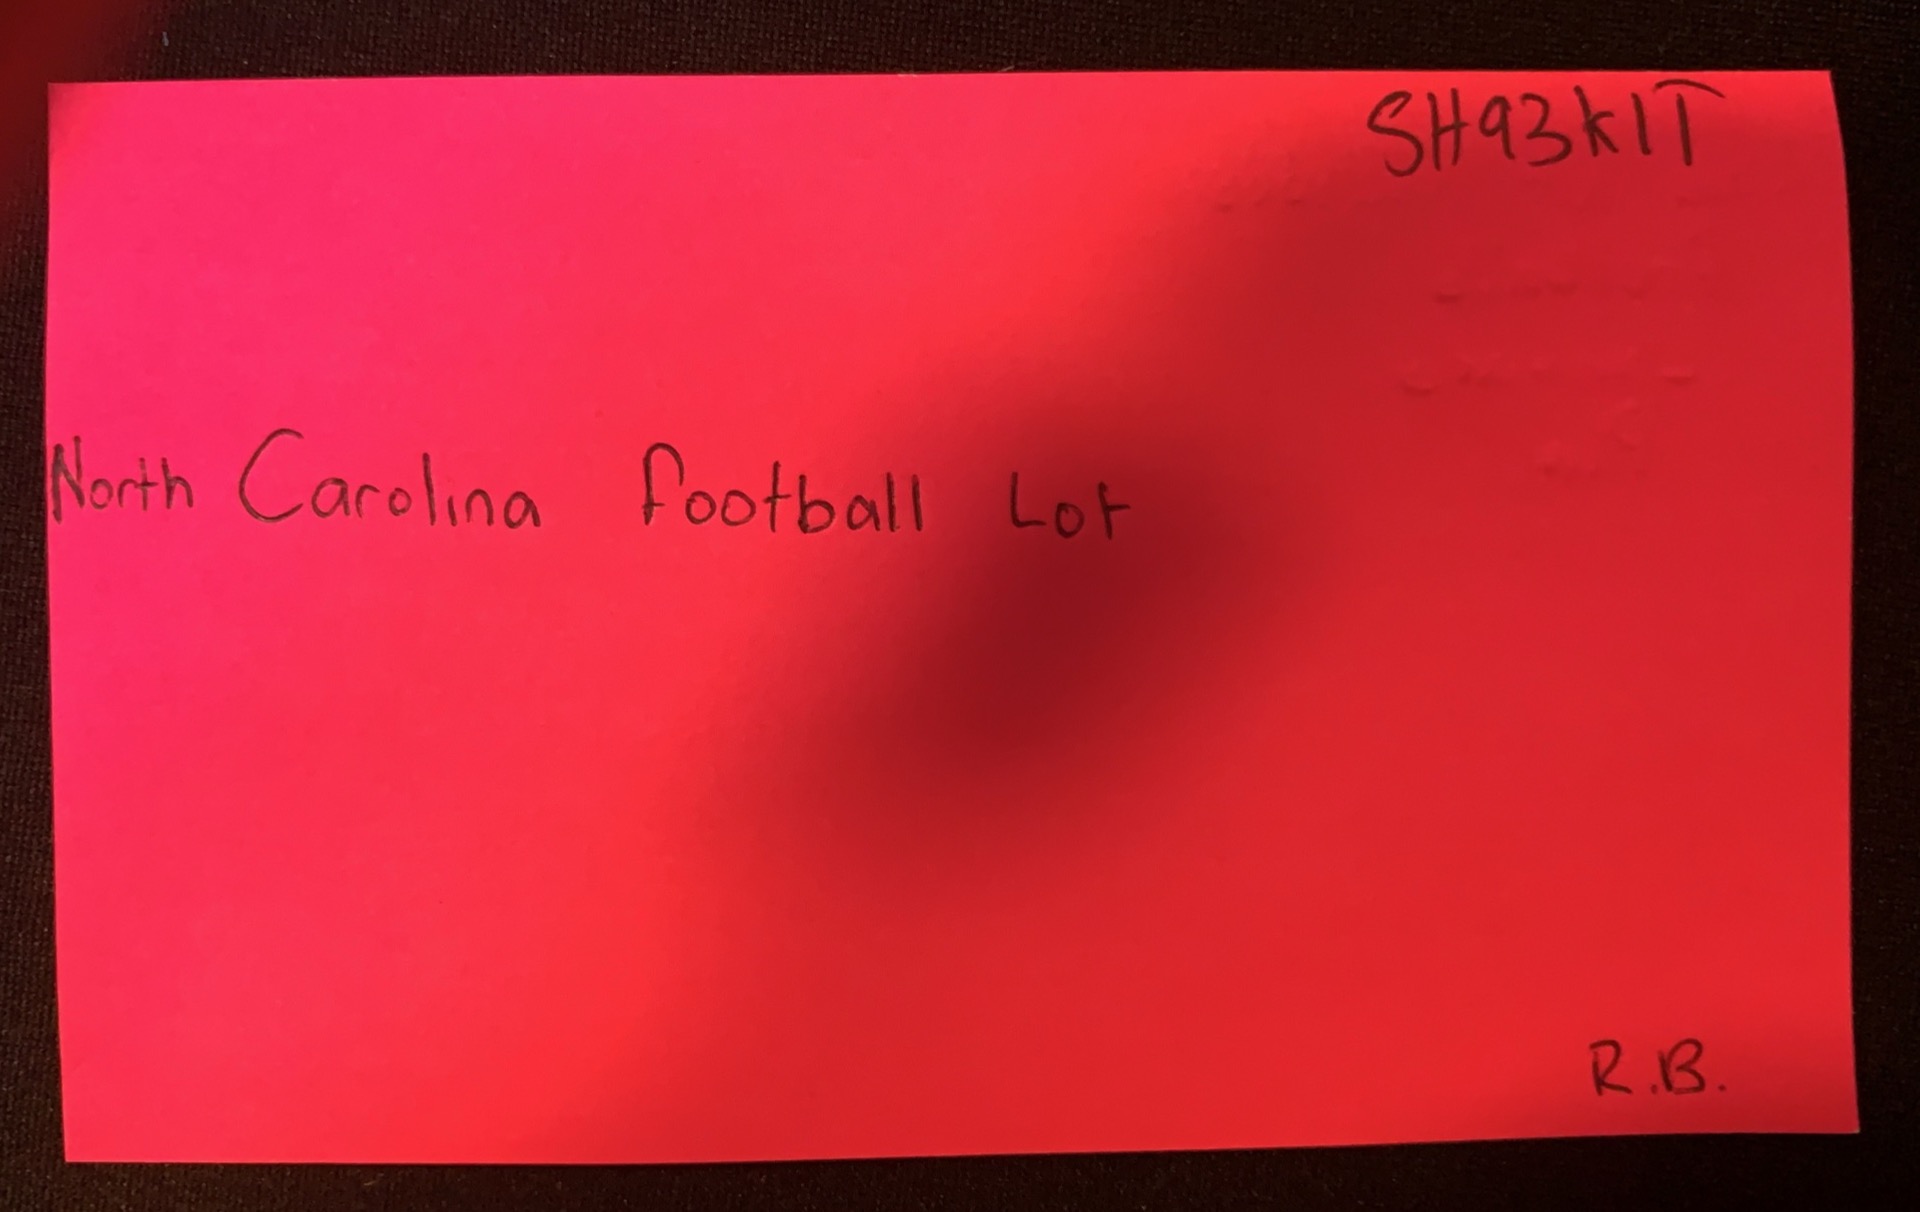 SH93k1T
North Carolina football Lot
R.B.